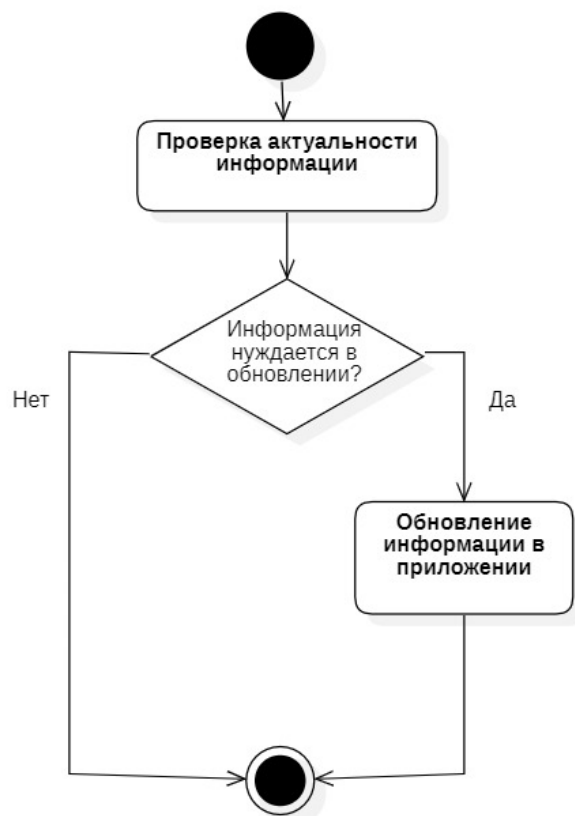 Проверка актуальности
информации
Информация
нуждается в
обновлении?
Нет
Да
Обновление
информации в
приложении